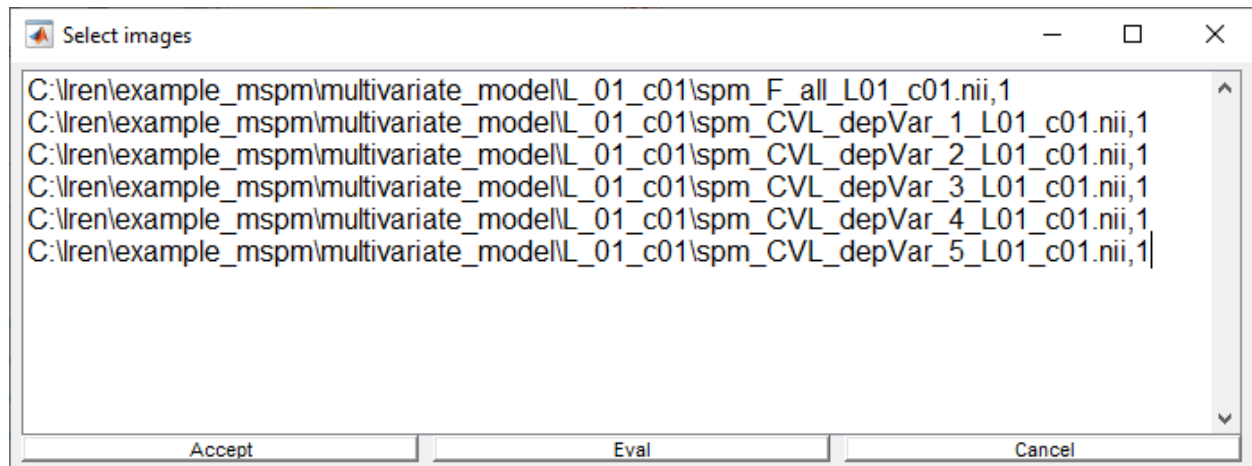 Select images
C:\lren\example_mspm\multivariate_model\L_01_c01\spm_F_all_L01_c01.nii,1
C:\lren\example_mspm\multivariate_model\L_01_c01\spm_CVL_depVar_1_L01_c01.nii,1
C:\lren\example_mspm\multivariate_model\L_01_c01\spm_CVL_depVar_2_L01_c01.nii,1
C:\lren\example_mspm\multivariate_model\L_01_c01\spm_CVL_depVar_3_L01_c01.nii,1
C:\lren\example_mspm\multivariate_model\L_01_c01\spm_CVL_depVar_4_L01_c01.nii,1
C:\lren\example_mspm\multivariate_model\L_01_c01\spm_CVL_depVar_5_L01_c01.nii,1
Accept Eval Cancel